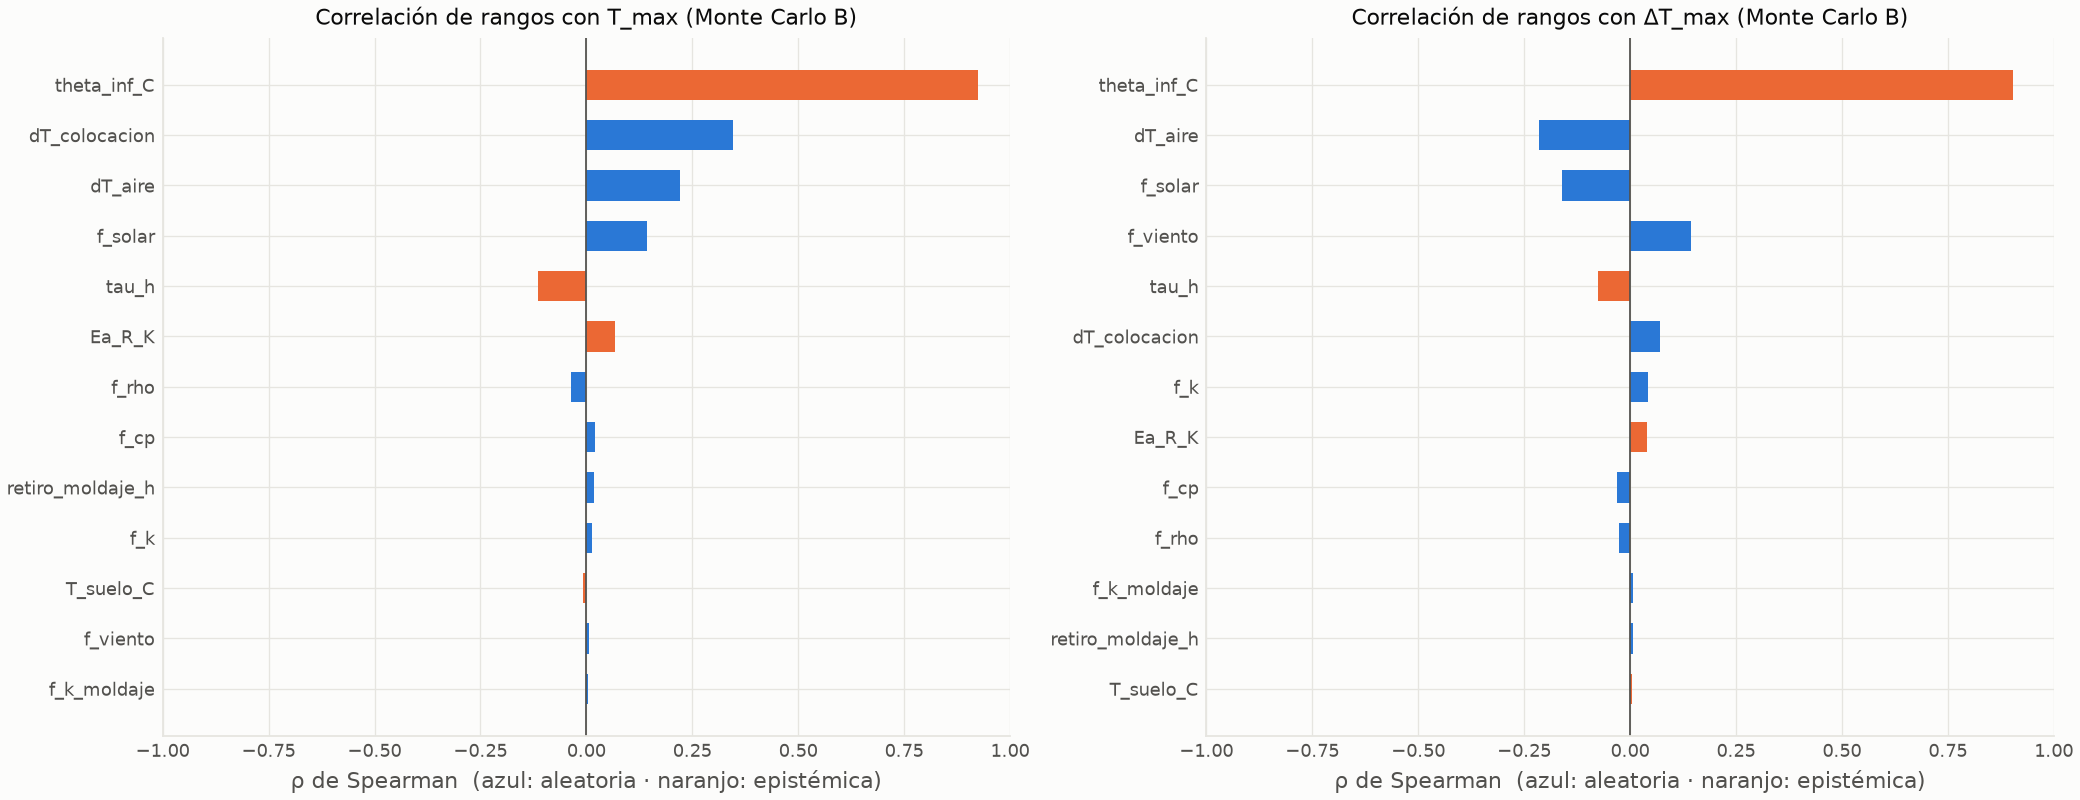 Correlación de rangos con T_max (Monte Carlo B)
theta_inf_C
dT_colocacion
dT_aire
f_solar
tau_h
Ea_R_K
f_rho
f_cp
retiro_moldaje_h
f_k
T_suelo_C
f_viento
f_k_moldaje
−1.00 −0.75 −0.50 −0.25 0.00 0.25 0.50 0.75 1.00
ρ de Spearman (azul: aleatoria · naranjo: epistémica)
Correlación de rangos con ΔT_max (Monte Carlo B)
theta_inf_C
dT_aire
f_solar
f_viento
tau_h
dT_colocacion
f_k
Ea_R_K
f_cp
f_rho
f_k_moldaje
retiro_moldaje_h
T_suelo_C
−1.00 −0.75 −0.50 −0.25 0.00 0.25 0.50 0.75 1.00
ρ de Spearman (azul: aleatoria · naranjo: epistémica)